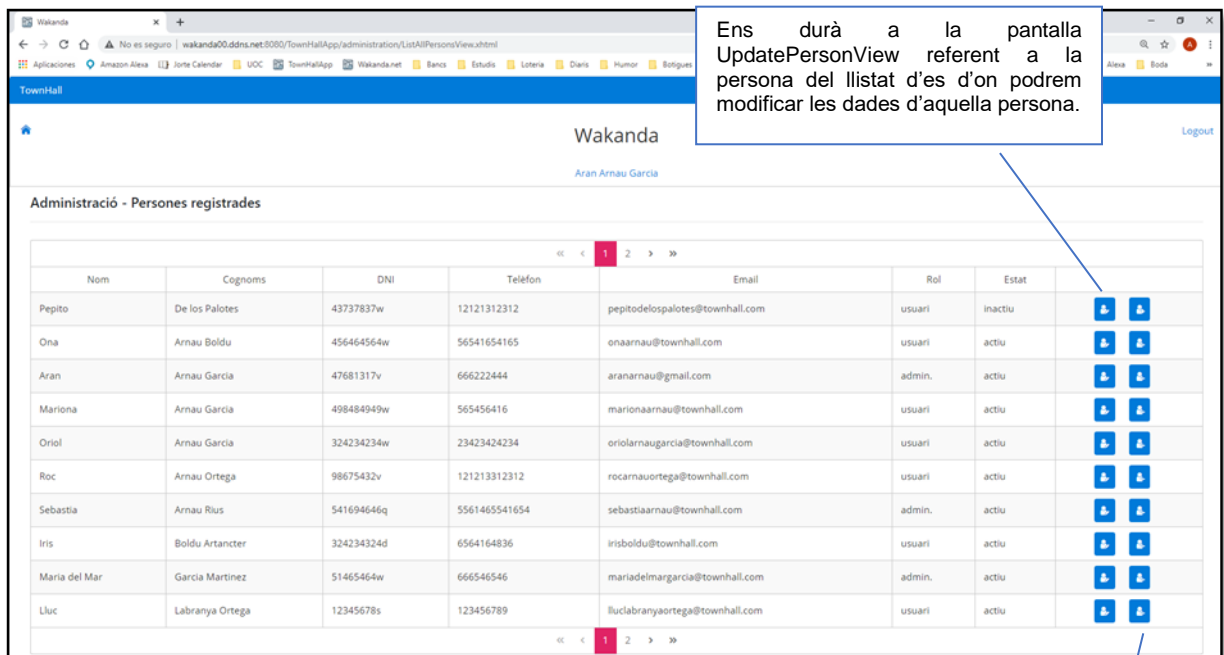 Wakanda
No es seguro | wakanda00.ddns.net:8080/TownHallApp/administration/ListAllPersonsView.xhtml
A
Aplicaciones Amazon Alexa Jorte Calendar UOC TownHallApp Wakanda.net Bancs Estudis Loteria Diaris Humor Botigues Alexa Boda
Ens durà a la pantalla
UpdatePersonView referent a la
persona del llistat d'es d'on podrem
modificar les dades d'aquella persona.
TownHall
Wakanda
Logout
Aran Arnau Garcia
Administració - Persones registrades
« < 1 2 > »
Nom Cognoms DNI Telèfon Email Rol Estat
Pepito De los Palotes 43737837w 12121312312 pepitodelospalotes@townhall.com usuari inactiu
Ona Arnau Boldu 456464564w 56541654165 onaarnau@townhall.com usuari actiu
Aran Arnau Garcia 47681317v 666222444 aranarnau@gmail.com admin. actiu
Mariona Arnau Garcia 498484949w 565456416 marionaarnau@townhall.com usuari actiu
Oriol Arnau Garcia 324234234w 23423424234 oriolarnaugarcia@townhall.com usuari actiu
Roc Arnau Ortega 98675432v 121213312312 rocarnauortega@townhall.com usuari actiu
Sebastia Arnau Rius 541694646q 5561465541654 sebastiaarnau@townhall.com admin. actiu
Iris Boldu Artancter 324234324d 6564164836 irisboldu@townhall.com usuari actiu
Maria del Mar Garcia Martinez 51465464w 666546546 mariadelmargarcia@townhall.com admin. actiu
Lluc Labranya Ortega 12345678s 123456789 lluclabranyaortega@townhall.com usuari actiu
« < 1 2 > »